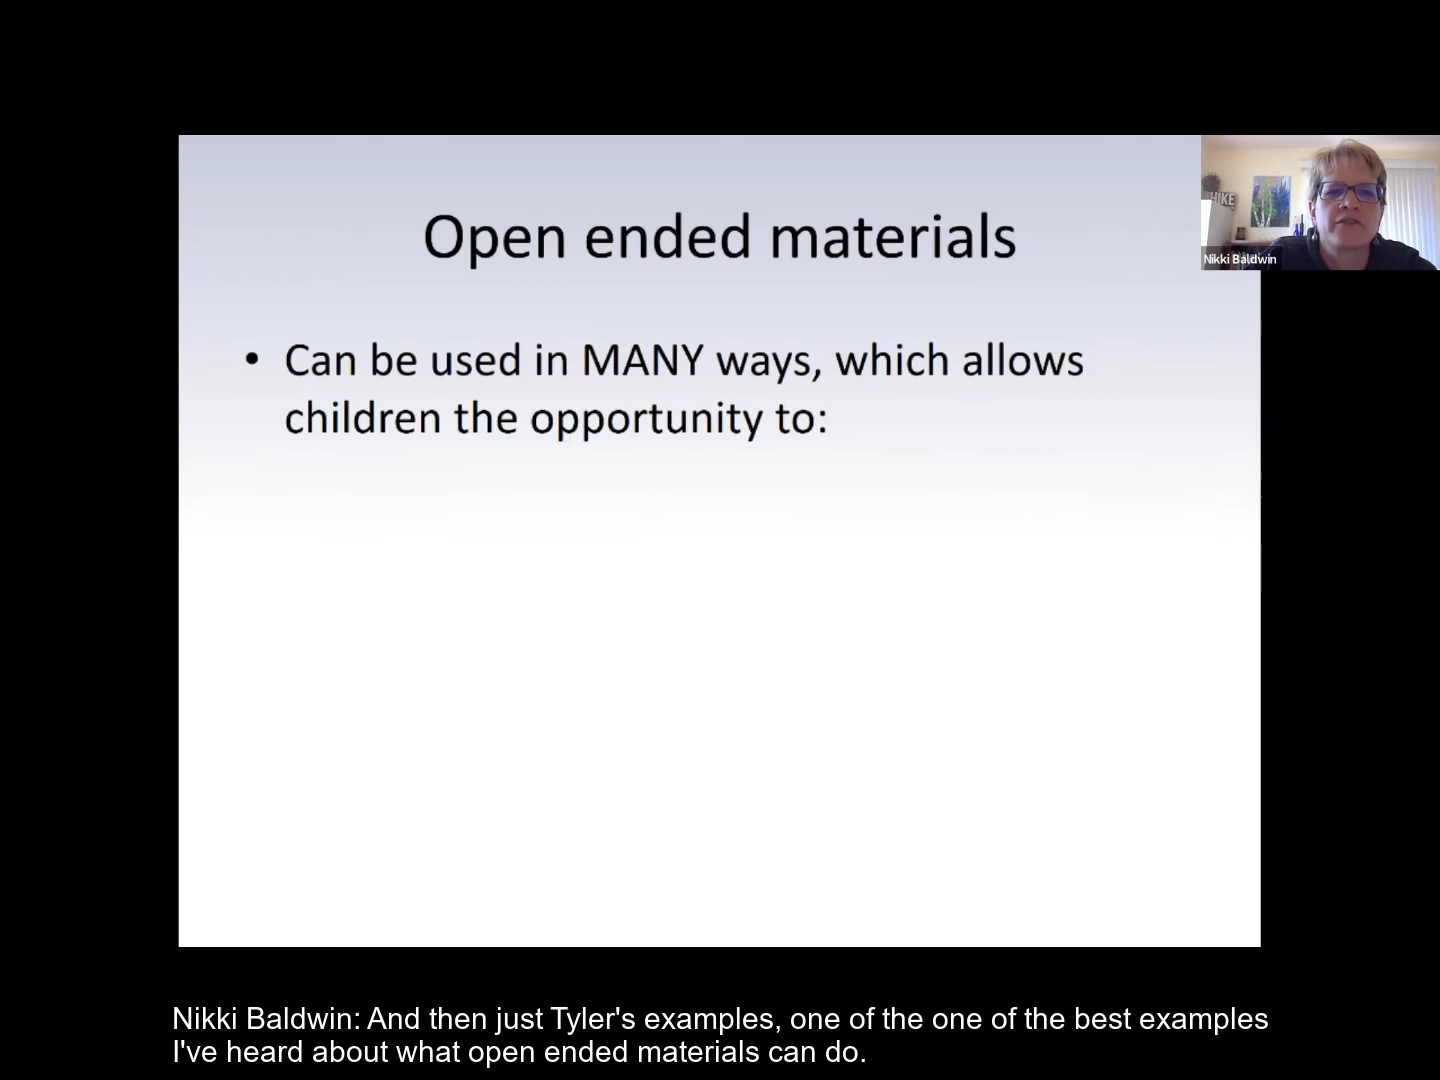 Open ended materials
• Can be used in MANY ways, which allows
children the opportunity to:
HIKE
Nikki Baldwin
Nikki Baldwin: And then just Tyler's examples, one of the one of the best examples
I've heard about what open ended materials can do.